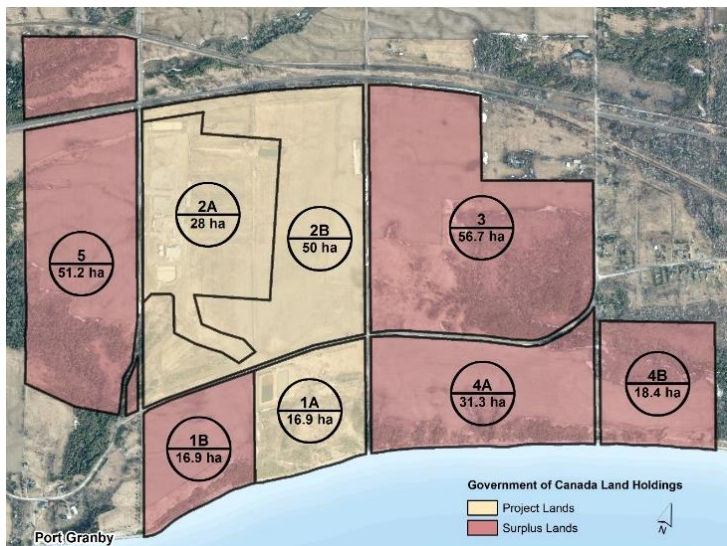 2A
28 ha
2B
50 ha
3
56.7 ha
5
51.2 ha
1A
16.9 ha
1B
16.9 ha
4A
31.3 ha
4B
18.4 ha
Government of Canada Land Holdings
Project Lands
Surplus Lands
N
Port Granby